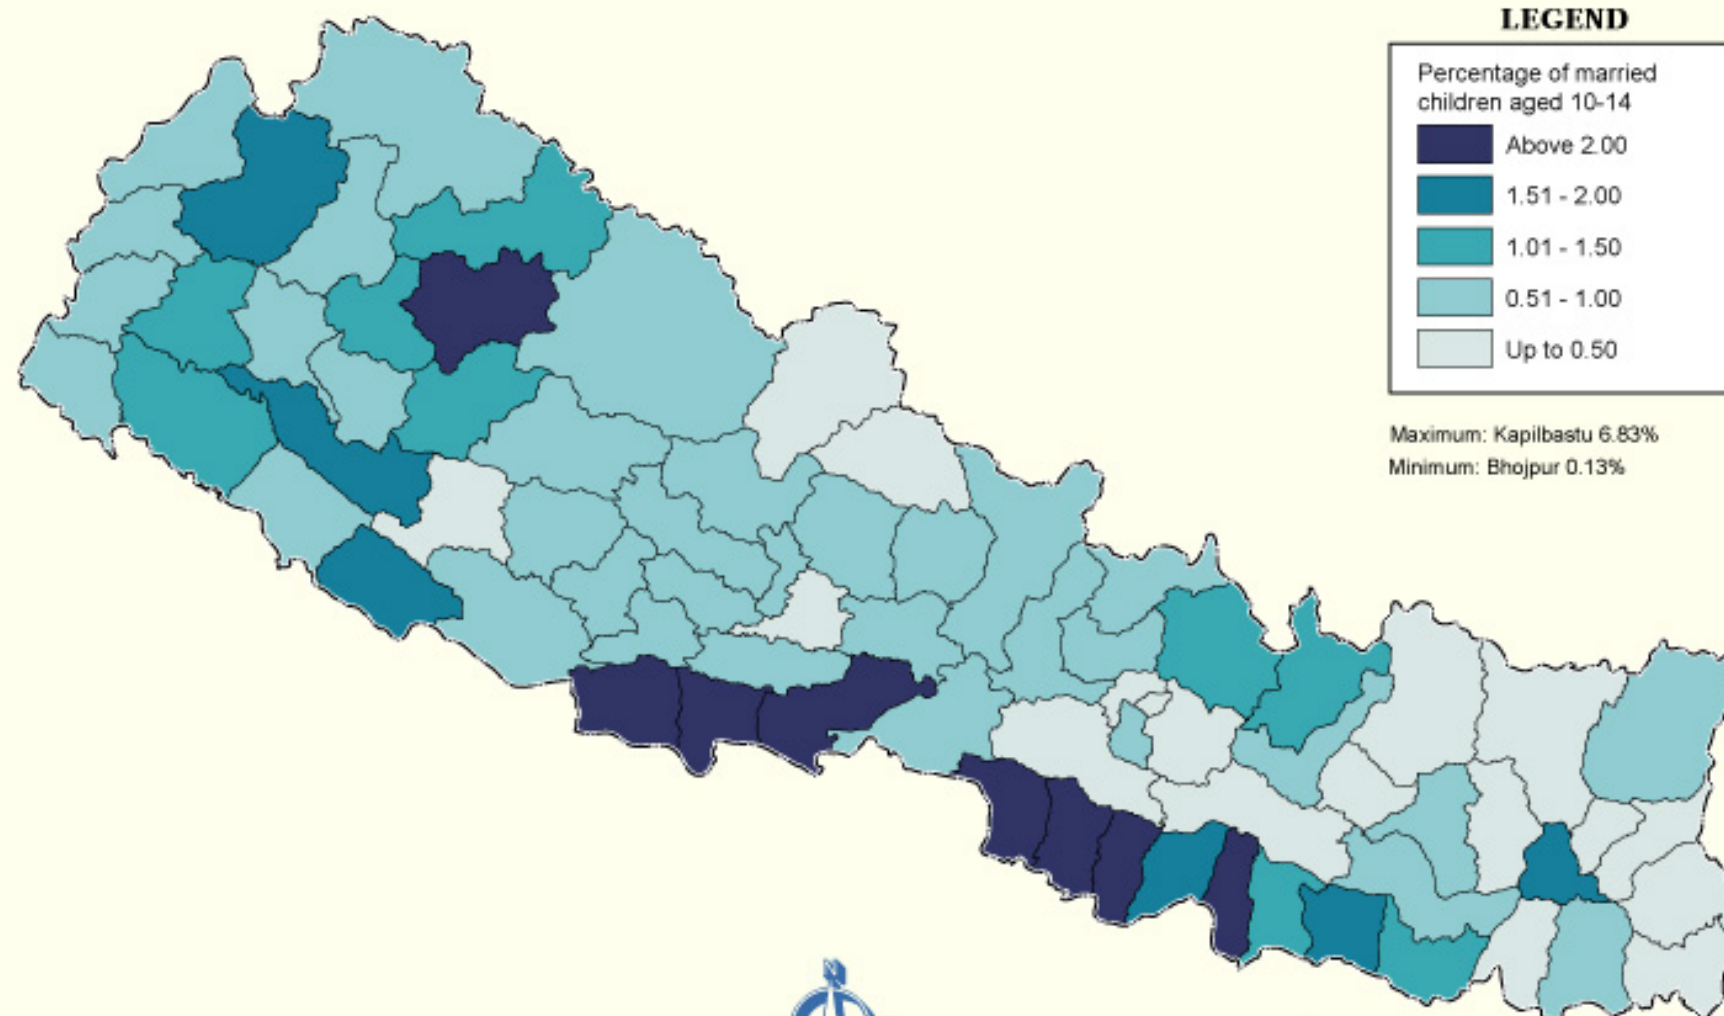 LEGEND
Percentage of married
children aged 10-14
Above 2.00
1.51 - 2.00
1.01 - 1.50
0.51 - 1.00
Up to 0.50
Maximum: Kapilbastu 6.83%
Minimum: Bhojpur 0.13%
N